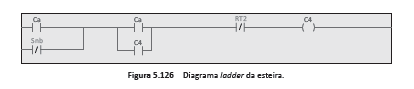 Ca Ca RT2 C4
Snb
C4
Figura 5.126 Diagrama ladder da esteira.